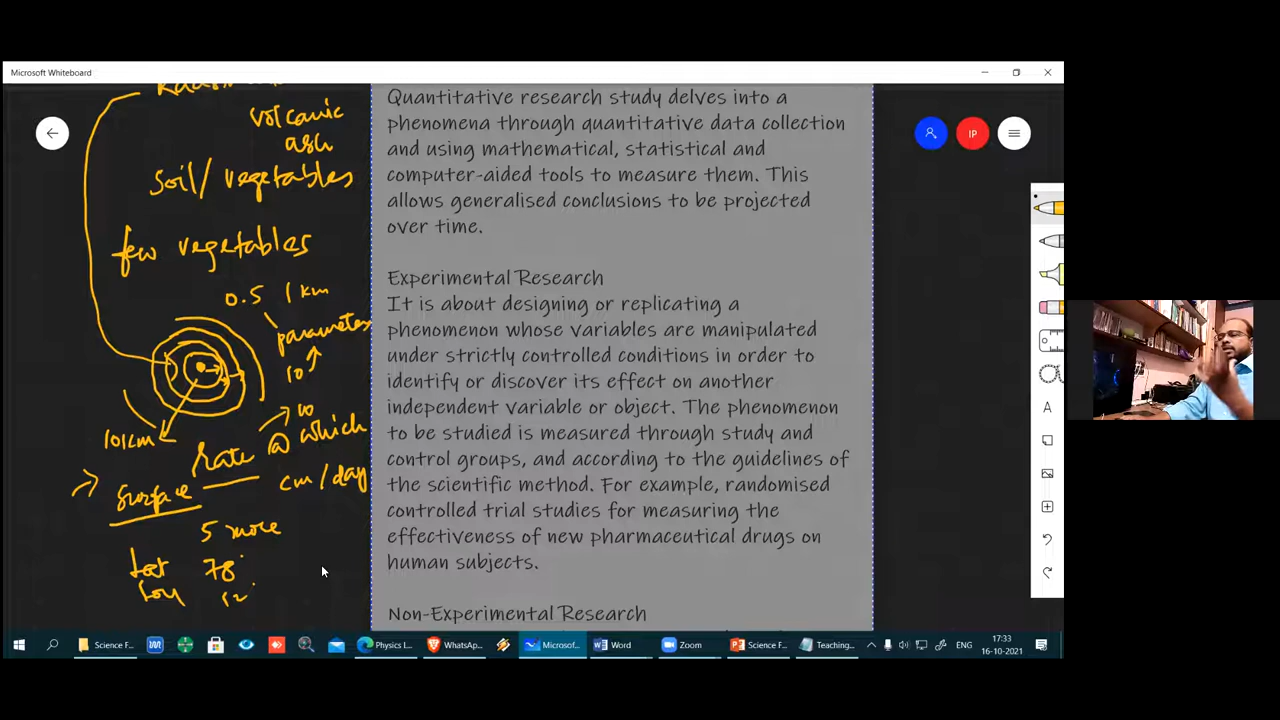 Microsoft Whiteboard
volcanic
ash
soil/ vegetables
few vegetables
0.5 1 km
parameters
10
101km
rate @ which
surface
cm/day
5 more
78
Quantitative research study delves into a
phenomena through quantitative data collection
and using mathematical, statistical and
computer-aided tools to measure them. This
allows generalised conclusions to be projected
over time.
Experimental Research
It is about designing or replicating a
phenomenon whose variables are manipulated
under strictly controlled conditions in order to
identify or discover its effect on another
independent variable or object. The phenomenon
to be studied is measured through study and
control groups, and according to the guidelines of
the scientific method. For example, randomised
controlled trial studies for measuring the
effectiveness of new pharmaceutical drugs on
human subjects.
Non-Experimental Research
IP
A
Science F...
Physics L...
WhatsAp...
Microsof...
Word
Zoom
Science F...
Teaching...
ENG
17:33
16-10-2021